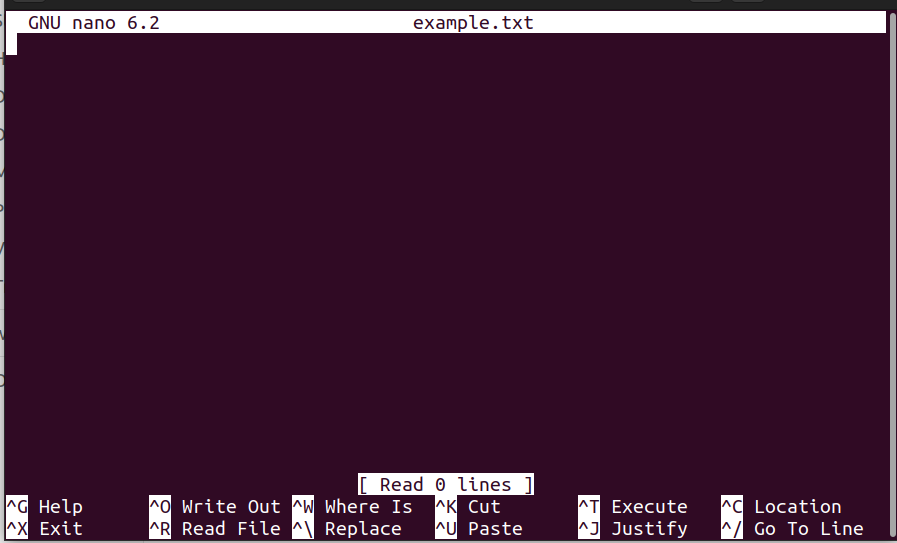 GNU nano 6.2 example.txt
[ Read 0 lines ]
^G Help ^O Write Out ^W Where Is ^K Cut ^T Execute ^C Location
^X Exit ^R Read File ^\ Replace ^U Paste ^J Justify ^/ Go To Line